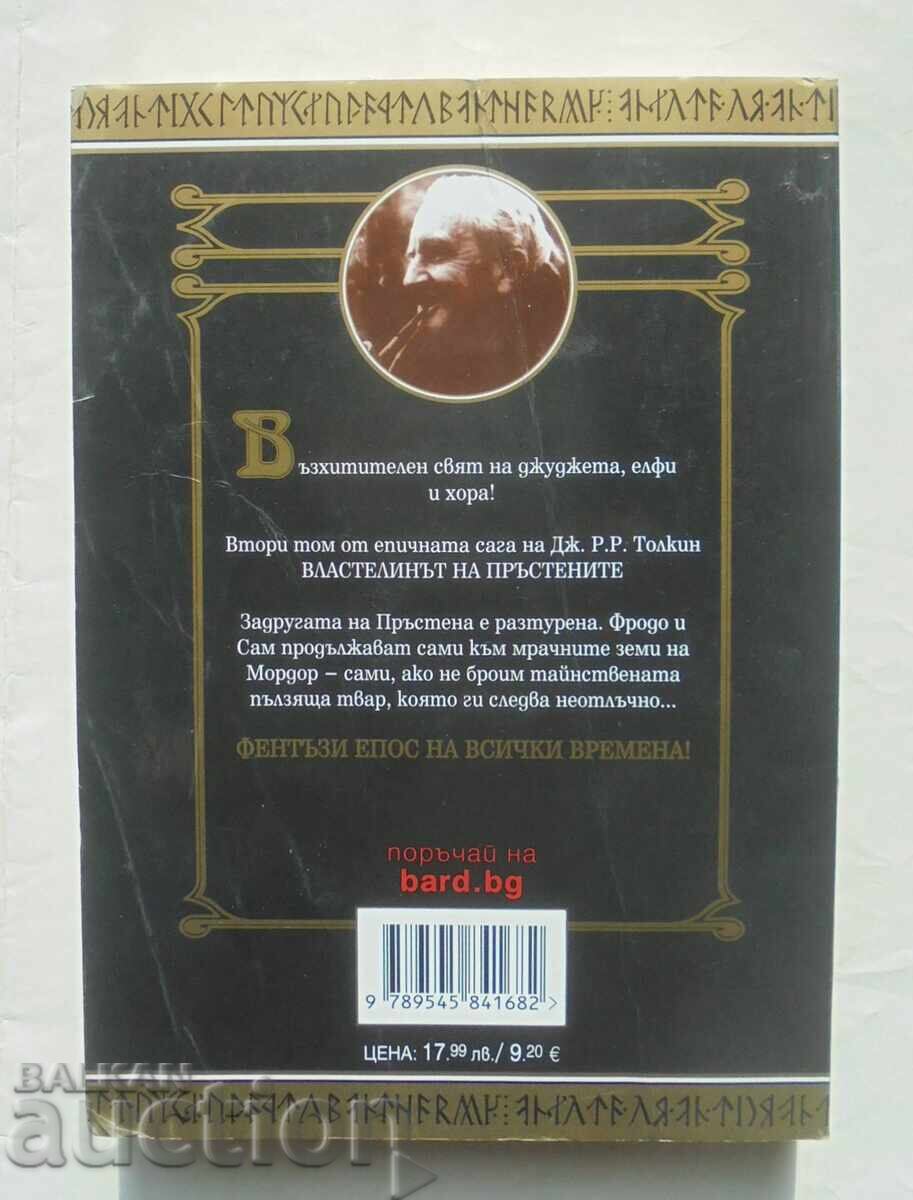 Възхитителен свят на джуджета, елфи
и хора!
Втори том от епичната сага на Дж. Р.Р. Толкин
ВЛАСТЕЛИНЪТ НА ПРЪСТЕНИТЕ
Задругата на Пръстена е разтурена. Фродо и
Сам продължават сами към мрачните земи на
Мордор – сами, ако не броим тайнствената
пълзяща твар, която ги следва неотлъчно...
ФЕНТЪЗИ ЕПОС НА ВСИЧКИ ВРЕМЕНА!
поръчай на
bard.bg
9 789545 841682 >
ЦЕНА: 17.99 лв./ 9.20 €
BALKAN
auction